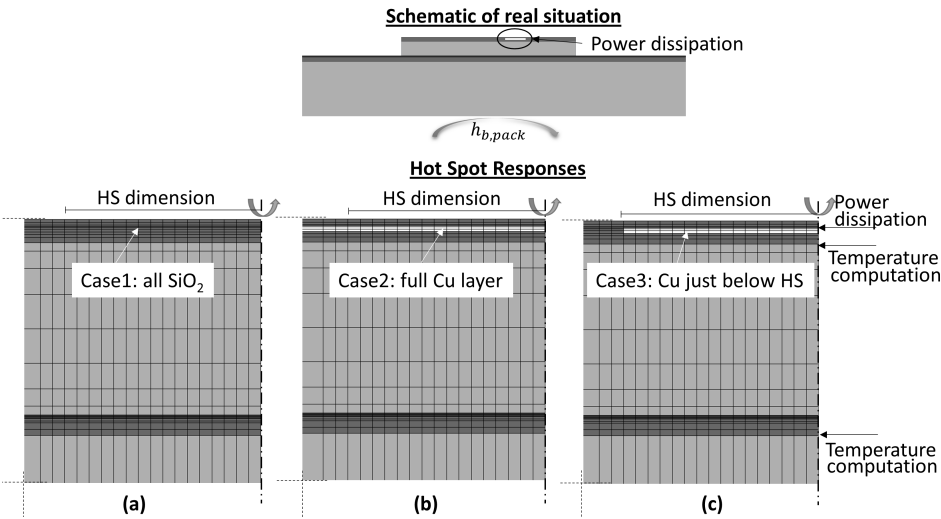 Schematic of real situation
Power dissipation
h_{b,pack}
Hot Spot Responses
HS dimension
HS dimension
HS dimension
Power
dissipation
Temperature
computation
Case1: all SiO₂
Case2: full Cu layer
Case3: Cu just below HS
Temperature
computation
(a)
(b)
(c)